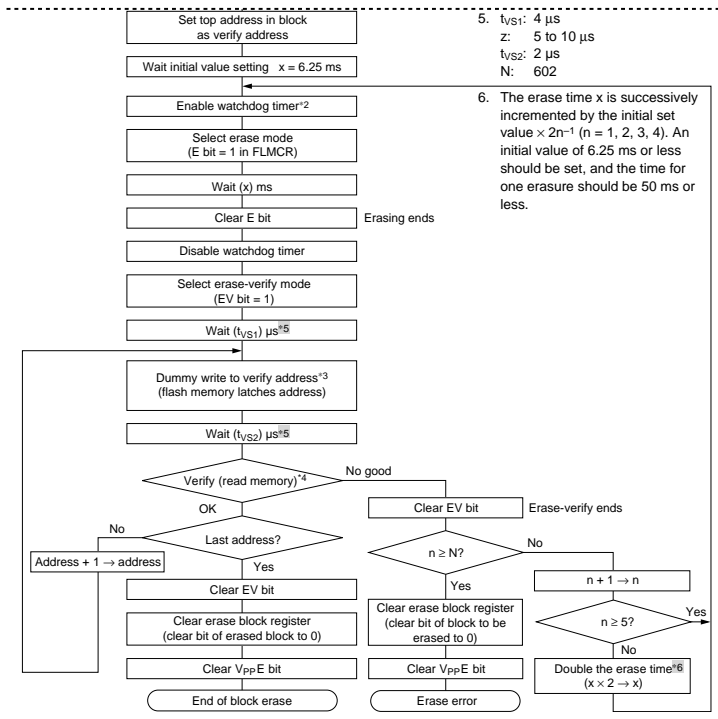 Set top address in block
as verify address
Wait initial value setting x = 6.25 ms
Enable watchdog timer*2
Select erase mode
(E bit = 1 in FLMCR)
Wait (x) ms
Clear E bit
Erasing ends
Disable watchdog timer
Select erase-verify mode
(EV bit = 1)
Wait (tVS1) μs*5
Dummy write to verify address*3
(flash memory latches address)
Wait (tVS2) μs*5
Verify (read memory)*4
No good
OK
Clear EV bit
Erase-verify ends
No
Last address?
Address + 1 → address
Yes
n ≥ N?
No
Yes
n + 1 → n
Clear EV bit
Clear erase block register
(clear bit of erased block to 0)
Clear erase block register
(clear bit of block to be
erased to 0)
n ≥ 5?
Yes
No
Clear VPPE bit
Clear VPPE bit
Double the erase time*6
(x × 2 → x)
End of block erase
Erase error
5. tVS1: 4 μs
z: 5 to 10 μs
tVS2: 2 μs
N: 602
6. The erase time x is successively
incremented by the initial set
value × 2n–1 (n = 1, 2, 3, 4). An
initial value of 6.25 ms or less
should be set, and the time for
one erasure should be 50 ms or
less.